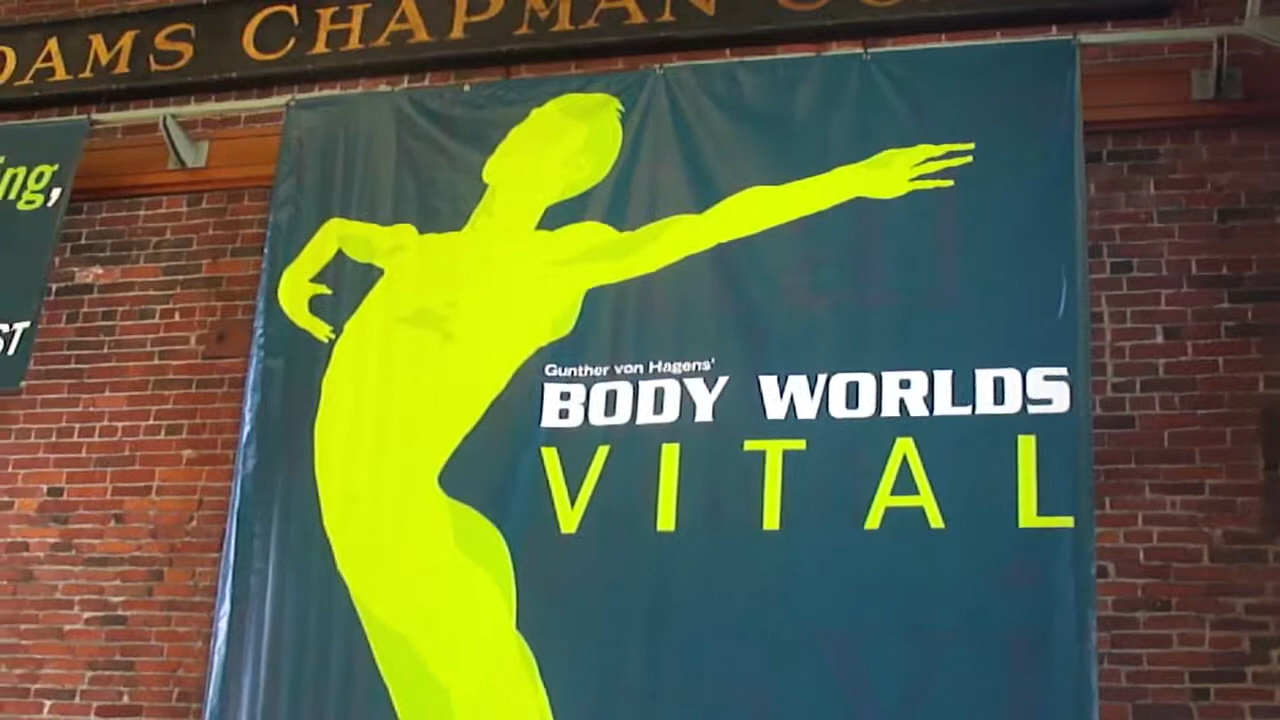 DAMS CHAPMAN
ing,
ST
Gunther von Hagens'
BODY WORLDS
VITAL